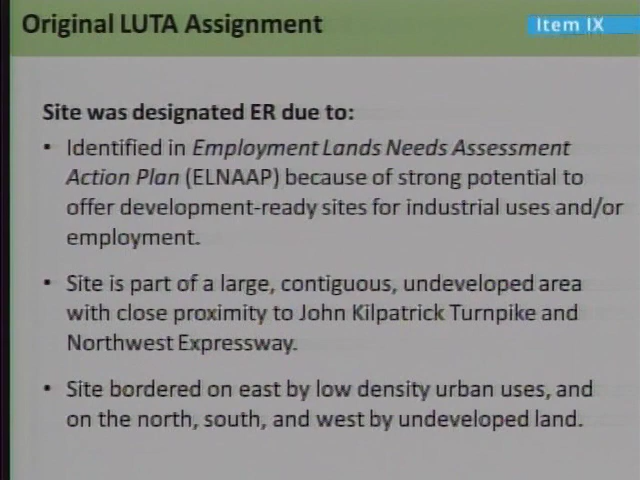 Original LUTA Assignment
Item IX
Site was designated ER due to:
• Identified in Employment Lands Needs Assessment
Action Plan (ELNAAP) because of strong potential to
offer development-ready sites for industrial uses and/or
employment.
• Site is part of a large, contiguous, undeveloped area
with close proximity to John Kilpatrick Turnpike and
Northwest Expressway.
• Site bordered on east by low density urban uses, and
on the north, south, and west by undeveloped land.